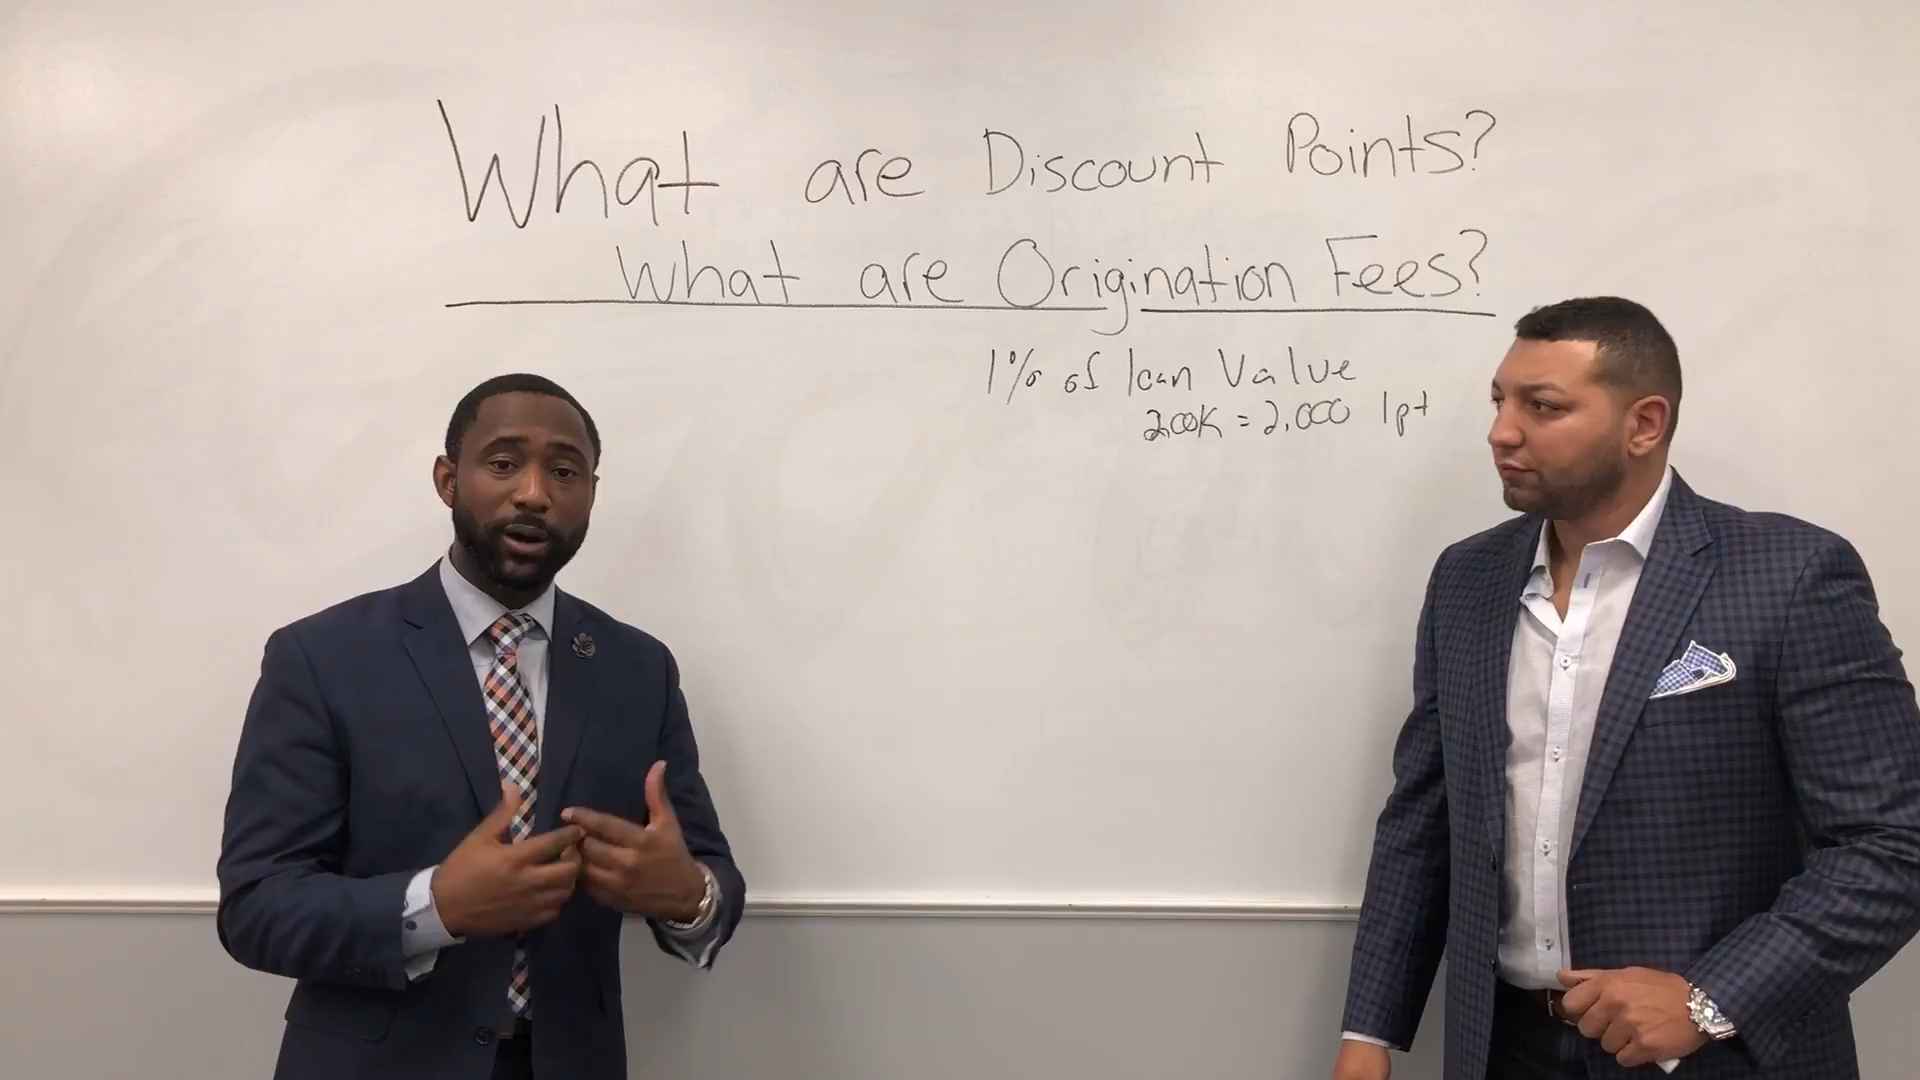 What are Discount Points?
What are Origination Fees?
1% of loan Value
200K = 2,000 1pt